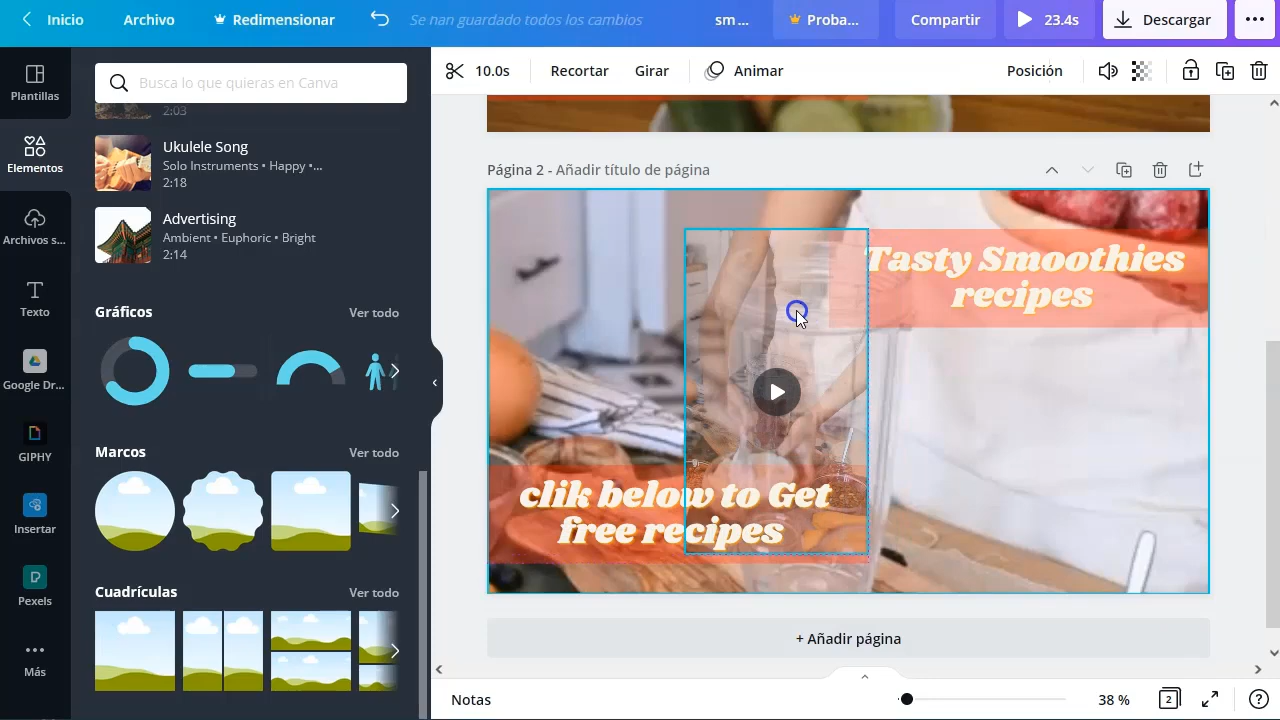 Inicio
Archivo
Redimensionar
Se nan guardado todos los cambios
sm ...
Proba...
Compartir
23.4s
Descargar
Plantillas
Elementos
Archivos s...
Texto
Google Dr...
GIPHY
Insertar
Pexels
Más
Busca lo que quieras en Canva
2:03
Ukulele Song
Solo Instruments • Happy •...
2:18
Advertising
Ambient • Euphoric • Bright
2:14
Gráficos
Ver todo
Marcos
Ver todo
Cuadrículas
Ver todo
10.0s
Recortar
Girar
Animar
Posición
Página 2 - Añadir título de página
Tasty Smoothies
recipes
clik below to Get
free recipes
+ Añadir página
Notas
38 %
2